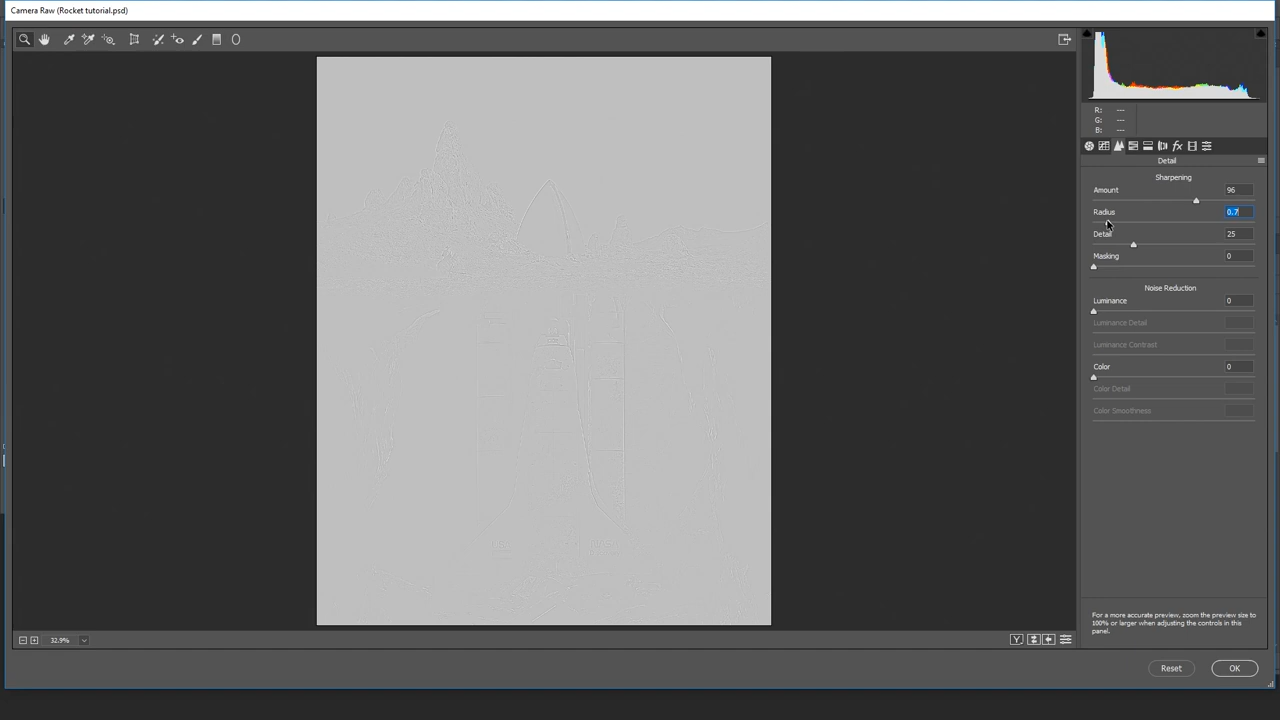 Camera Raw (Rocket tutorial.psd)
R: ---
G: ---
B: ---
Detail
Sharpening
Amount 96
Radius 0.7
Detail 25
Masking 0
Noise Reduction
Luminance 0
Luminance Detail
Luminance Contrast
Color 0
Color Detail
Color Smoothness
For a more accurate preview, zoom the preview size to
100% or larger when adjusting the controls in this
panel.
32.9%
Y
Reset OK